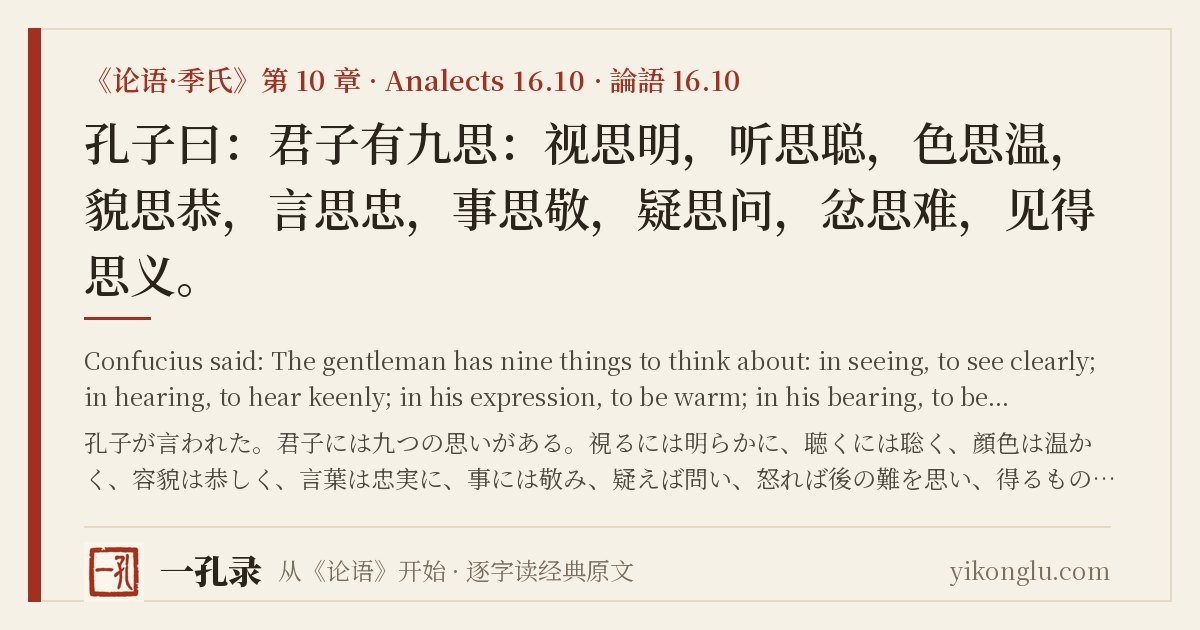 《论语·季氏》第 10 章 · Analects 16.10 · 論語 16.10
孔子曰：君子有九思：视思明，听思聪，色思温，
貌思恭，言思忠，事思敬，疑思问，忿思难，见得
思义。
Confucius said: The gentleman has nine things to think about: in seeing, to see clearly;
in hearing, to hear keenly; in his expression, to be warm; in his bearing, to be...
孔子が言われた。君子には九つの思いがある。視るには明らかに、聴くには聡く、顔色は温か
く、容貌は恭しく、言葉は忠実に、事には敬み、疑えば問い、怒れば後の難を思い、得るもの…
一孔
一孔录
从《论语》开始 · 逐字读经典原文
yikonglu.com